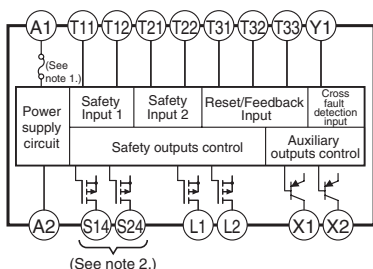 A1 T11 T12 T21 T22 T31 T32 T33 Y1
(See
note 1.)
Power
supply
circuit
Safety
Input 1
Safety
Input 2
Reset/Feedback
Input
Cross
fault
detection
input
Safety outputs control
Auxiliary
outputs control
A2 S14 S24 L1 L2 X1 X2
(See note 2.)